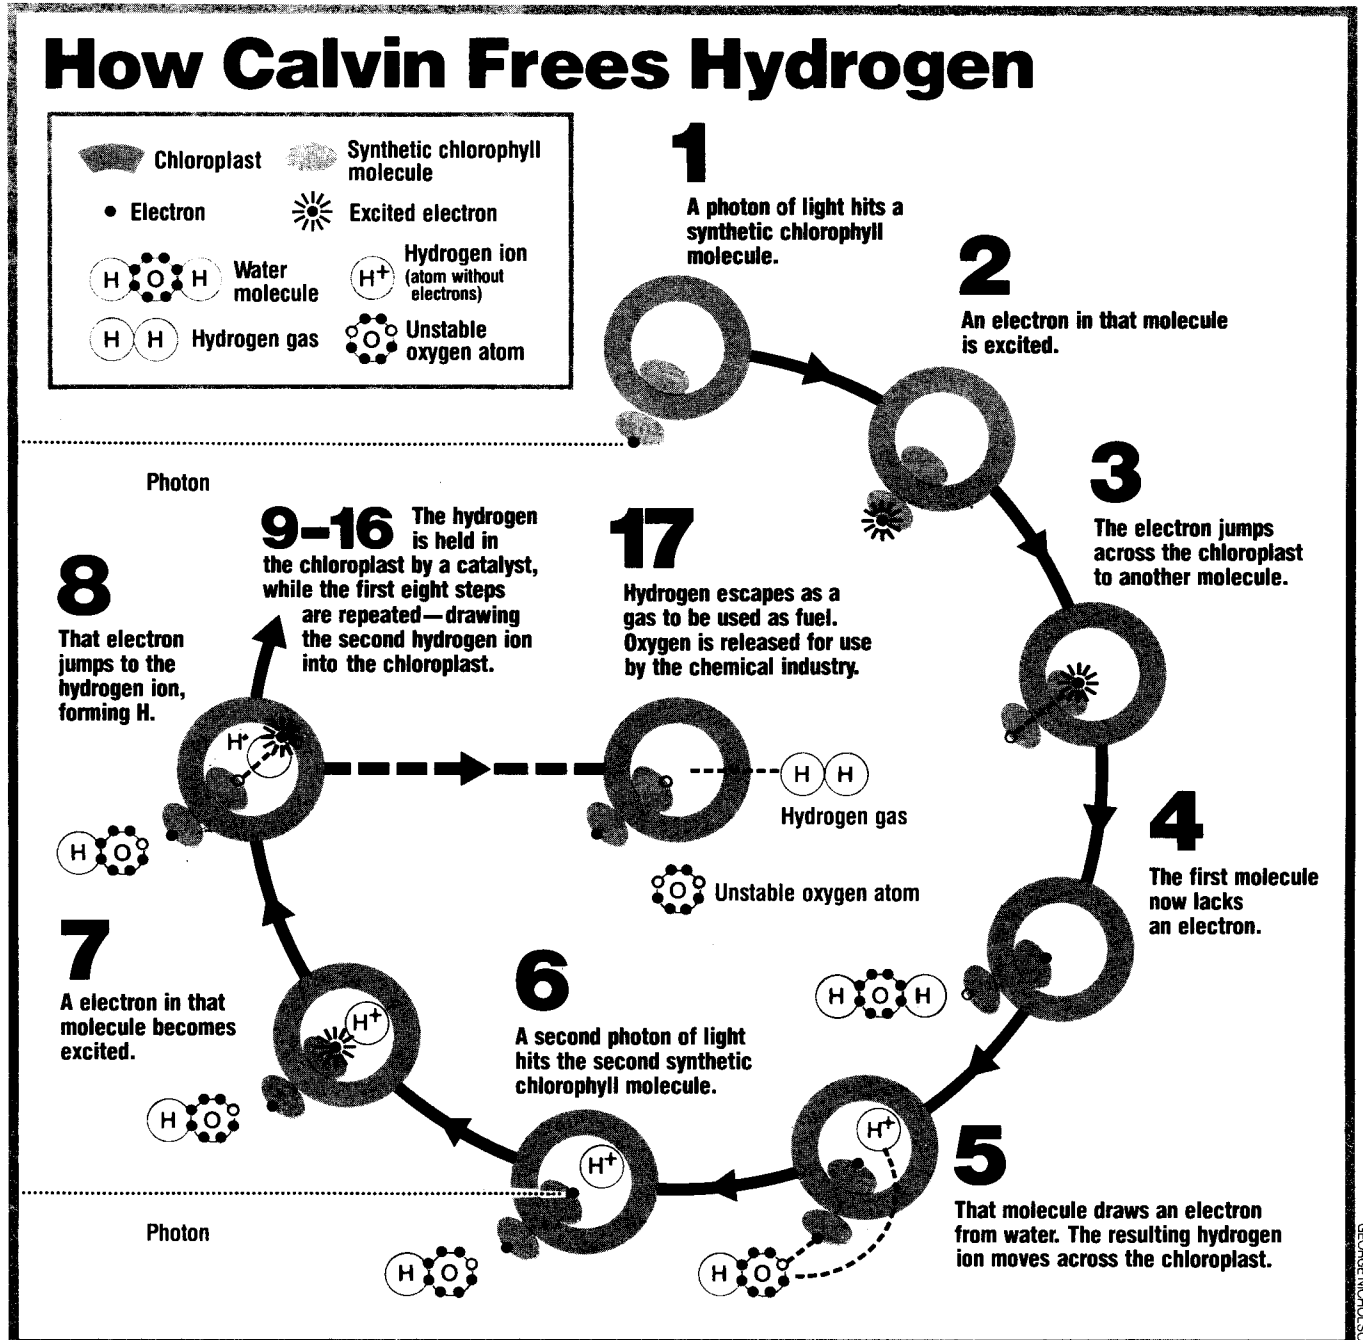 How Calvin Frees Hydrogen
Chloroplast
Synthetic chlorophyll
molecule
Electron
Excited electron
H O H
Water
molecule
H+
Hydrogen ion
(atom without
electrons)
H H
Hydrogen gas
O
Unstable
oxygen atom
1
A photon of light hits a
synthetic chlorophyll
molecule.
2
An electron in that molecule
is excited.
Photon
3
The electron jumps
across the chloroplast
to another molecule.
4
The first molecule
now lacks
an electron.
H O H
5
That molecule draws an electron
from water. The resulting hydrogen
ion moves across the chloroplast.
H+
H O
6
A second photon of light
hits the second synthetic
chlorophyll molecule.
H+
H O
Photon
7
A electron in that
molecule becomes
excited.
H+
H O
8
That electron
jumps to the
hydrogen ion,
forming H.
H+
H O
9–16 The hydrogen
is held in
the chloroplast by a catalyst,
while the first eight steps
are repeated—drawing
the second hydrogen ion
into the chloroplast.
17
Hydrogen escapes as a
gas to be used as fuel.
Oxygen is released for use
by the chemical industry.
H H
Hydrogen gas
O
Unstable oxygen atom